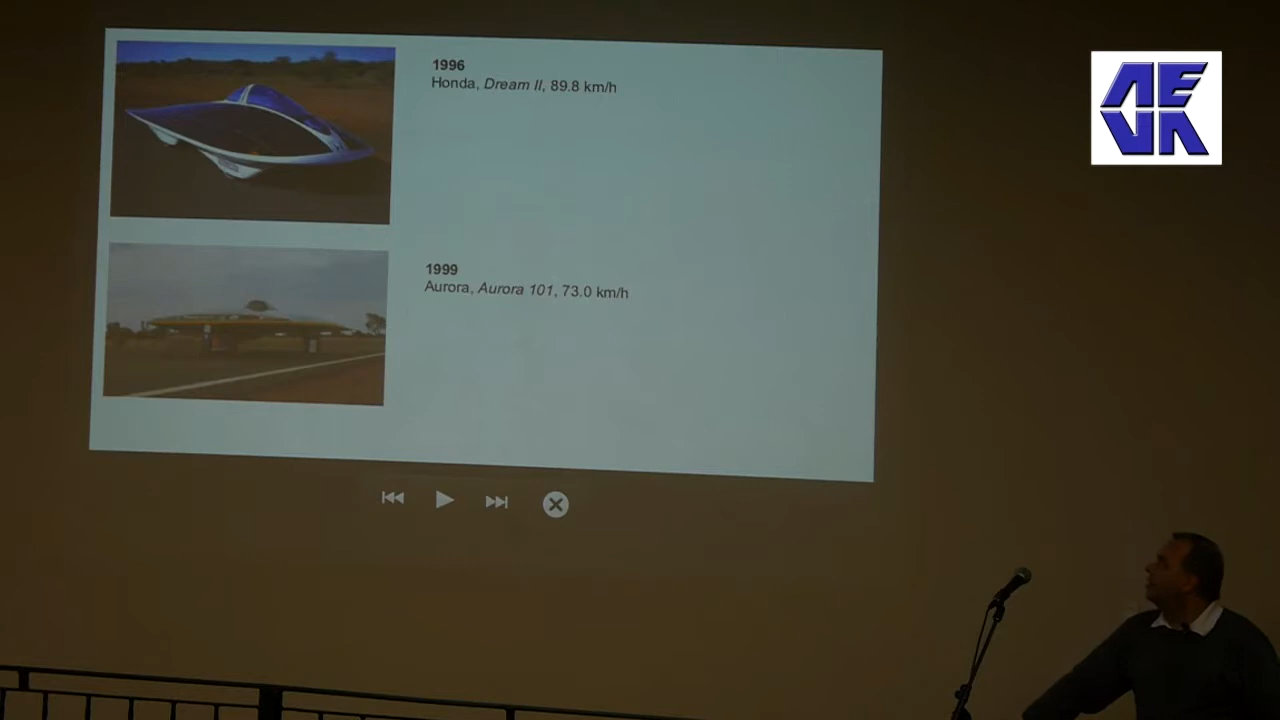 1996
Honda, Dream II, 89.8 km/h
1999
Aurora, Aurora 101, 73.0 km/h